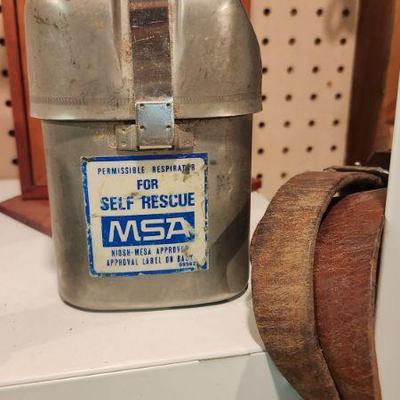 PERMISSIBLE RESPIRATOR
FOR
SELF RESCUE
MSA
NIOSH-MESA APPROVED
APPROVAL LABEL ON BACK